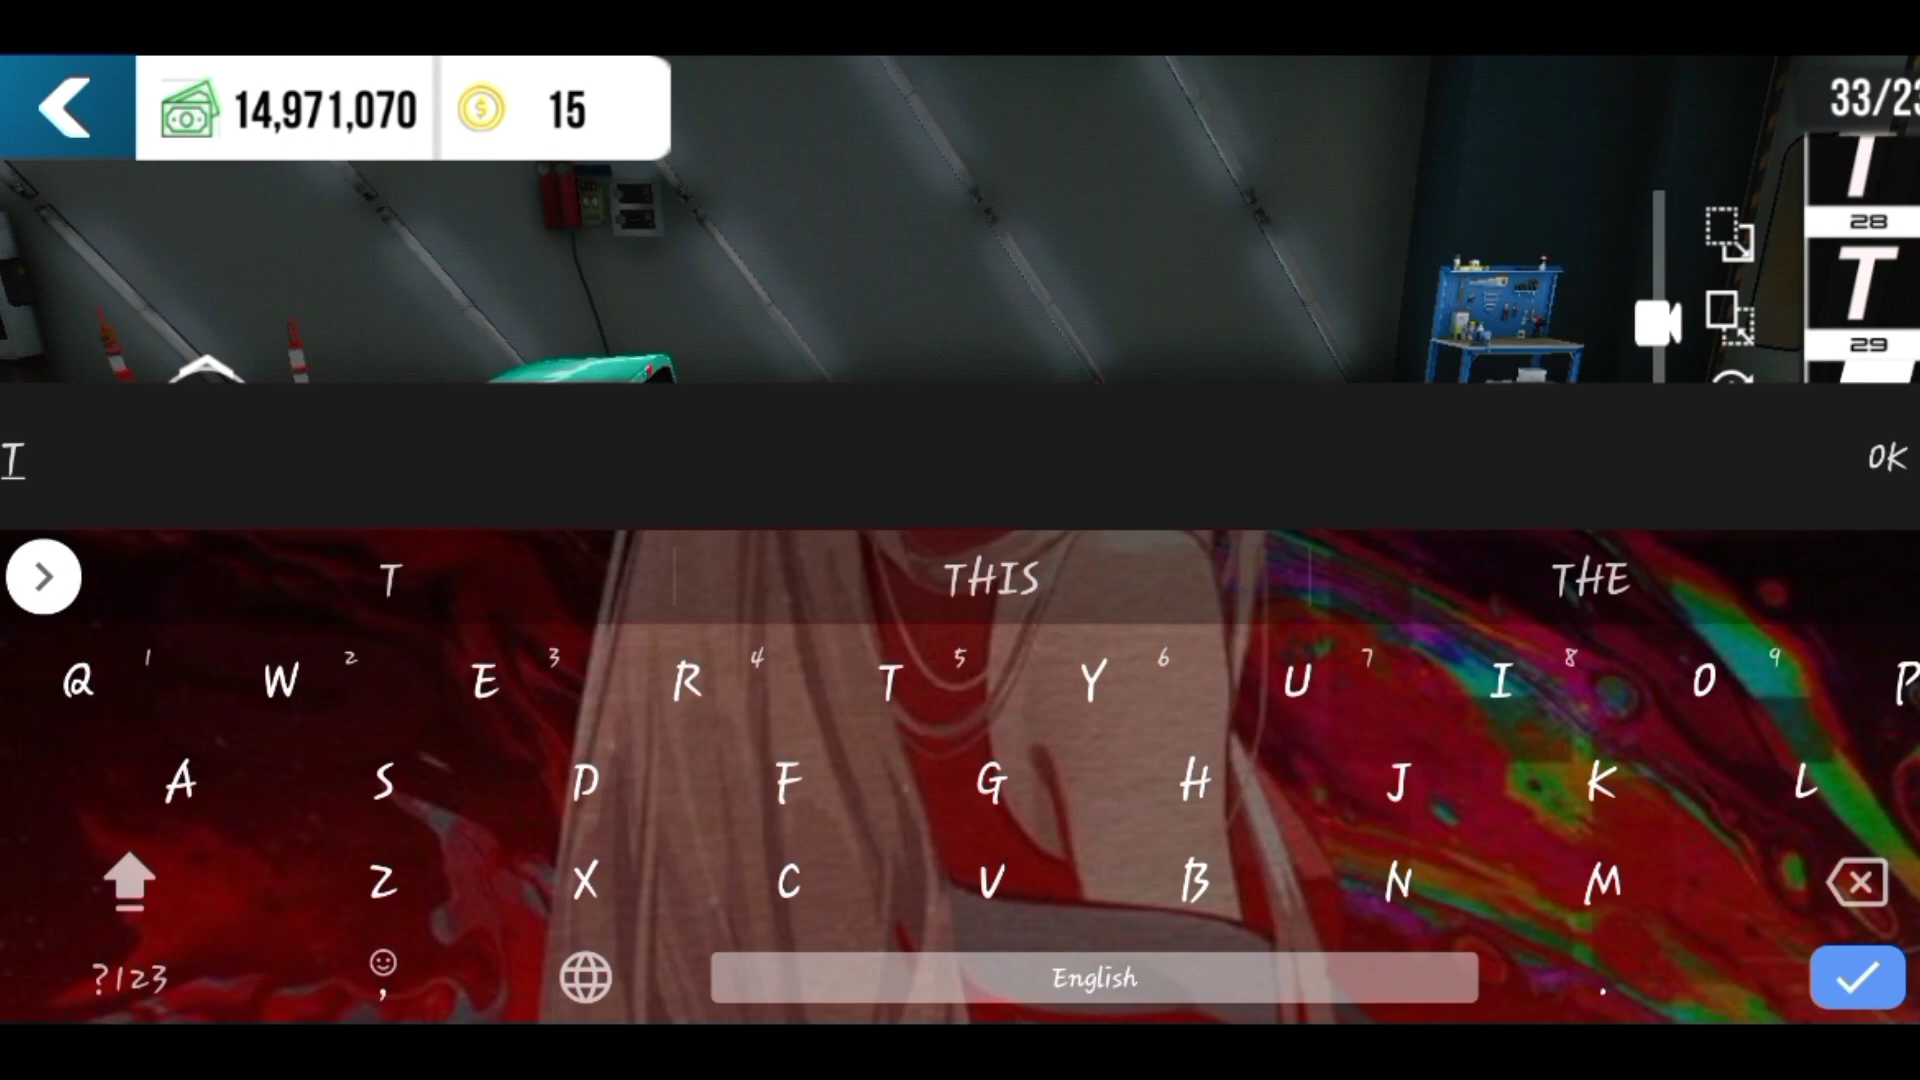 14,971,070 15 33/23
T
28
T
29
T OK
T THIS THE
Q 1 W 2 E 3 R 4 T 5 Y 6 U 7 I 8 O 9 P
A S D F G H J K L
Z X C V B N M
?123 , English .